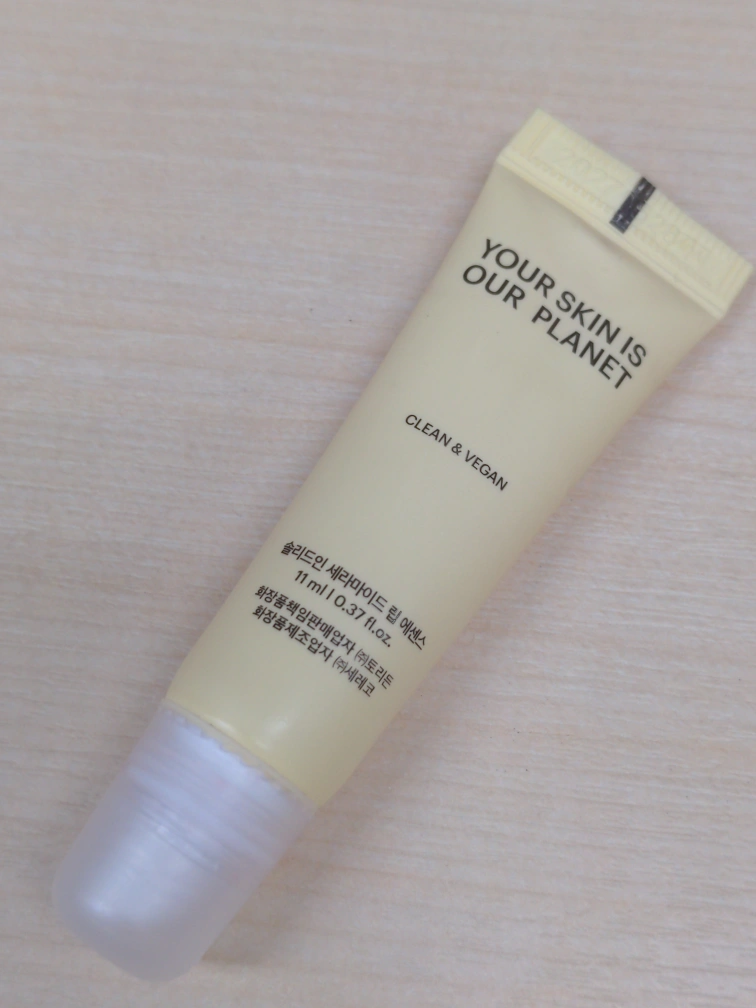 YOUR SKIN IS
OUR PLANET
CLEAN & VEGAN
솔리드인 세라마이드 립 에센스
11 ml I 0.37 fl.oz.
화장품책임판매업자 ㈜토리든
화장품제조업자 ㈜세레코